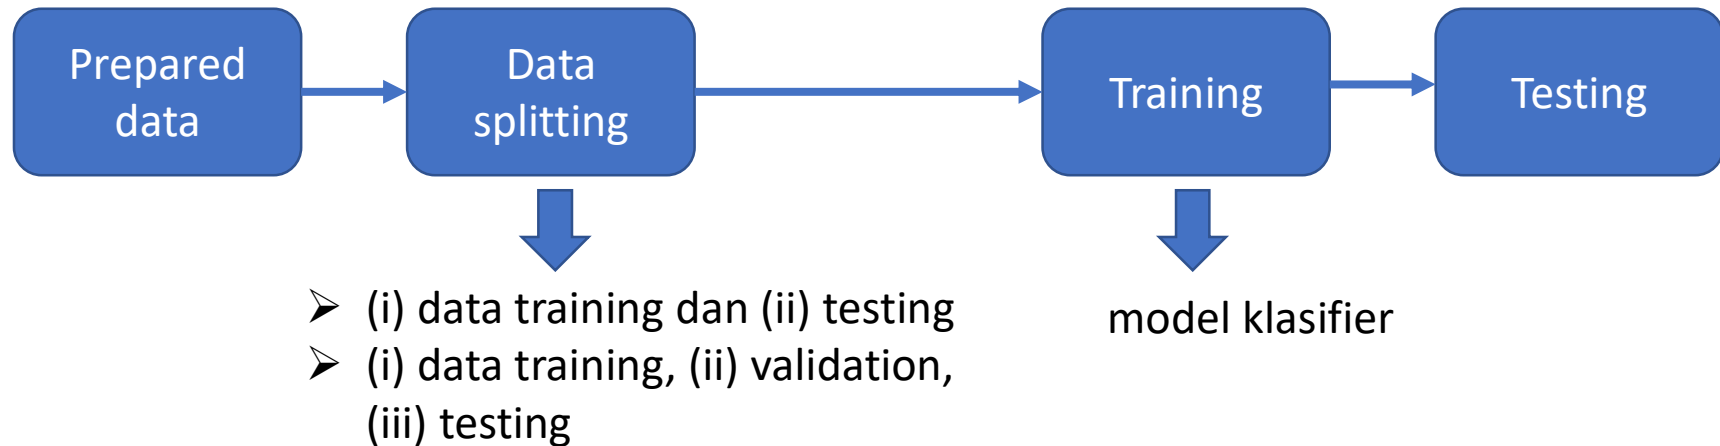 Prepared
data
Data
splitting
Training
Testing
➢ (i) data training dan (ii) testing
➢ (i) data training, (ii) validation,
(iii) testing
model klasifier